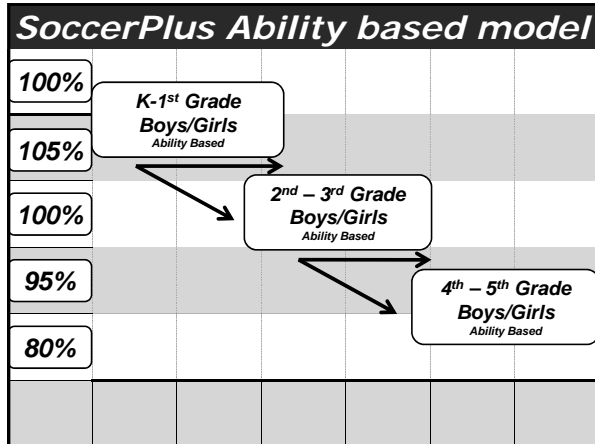 SoccerPlus Ability based model
100%
105%
100%
95%
80%
K-1st Grade
Boys/Girls
Ability Based
2nd – 3rd Grade
Boys/Girls
Ability Based
4th – 5th Grade
Boys/Girls
Ability Based